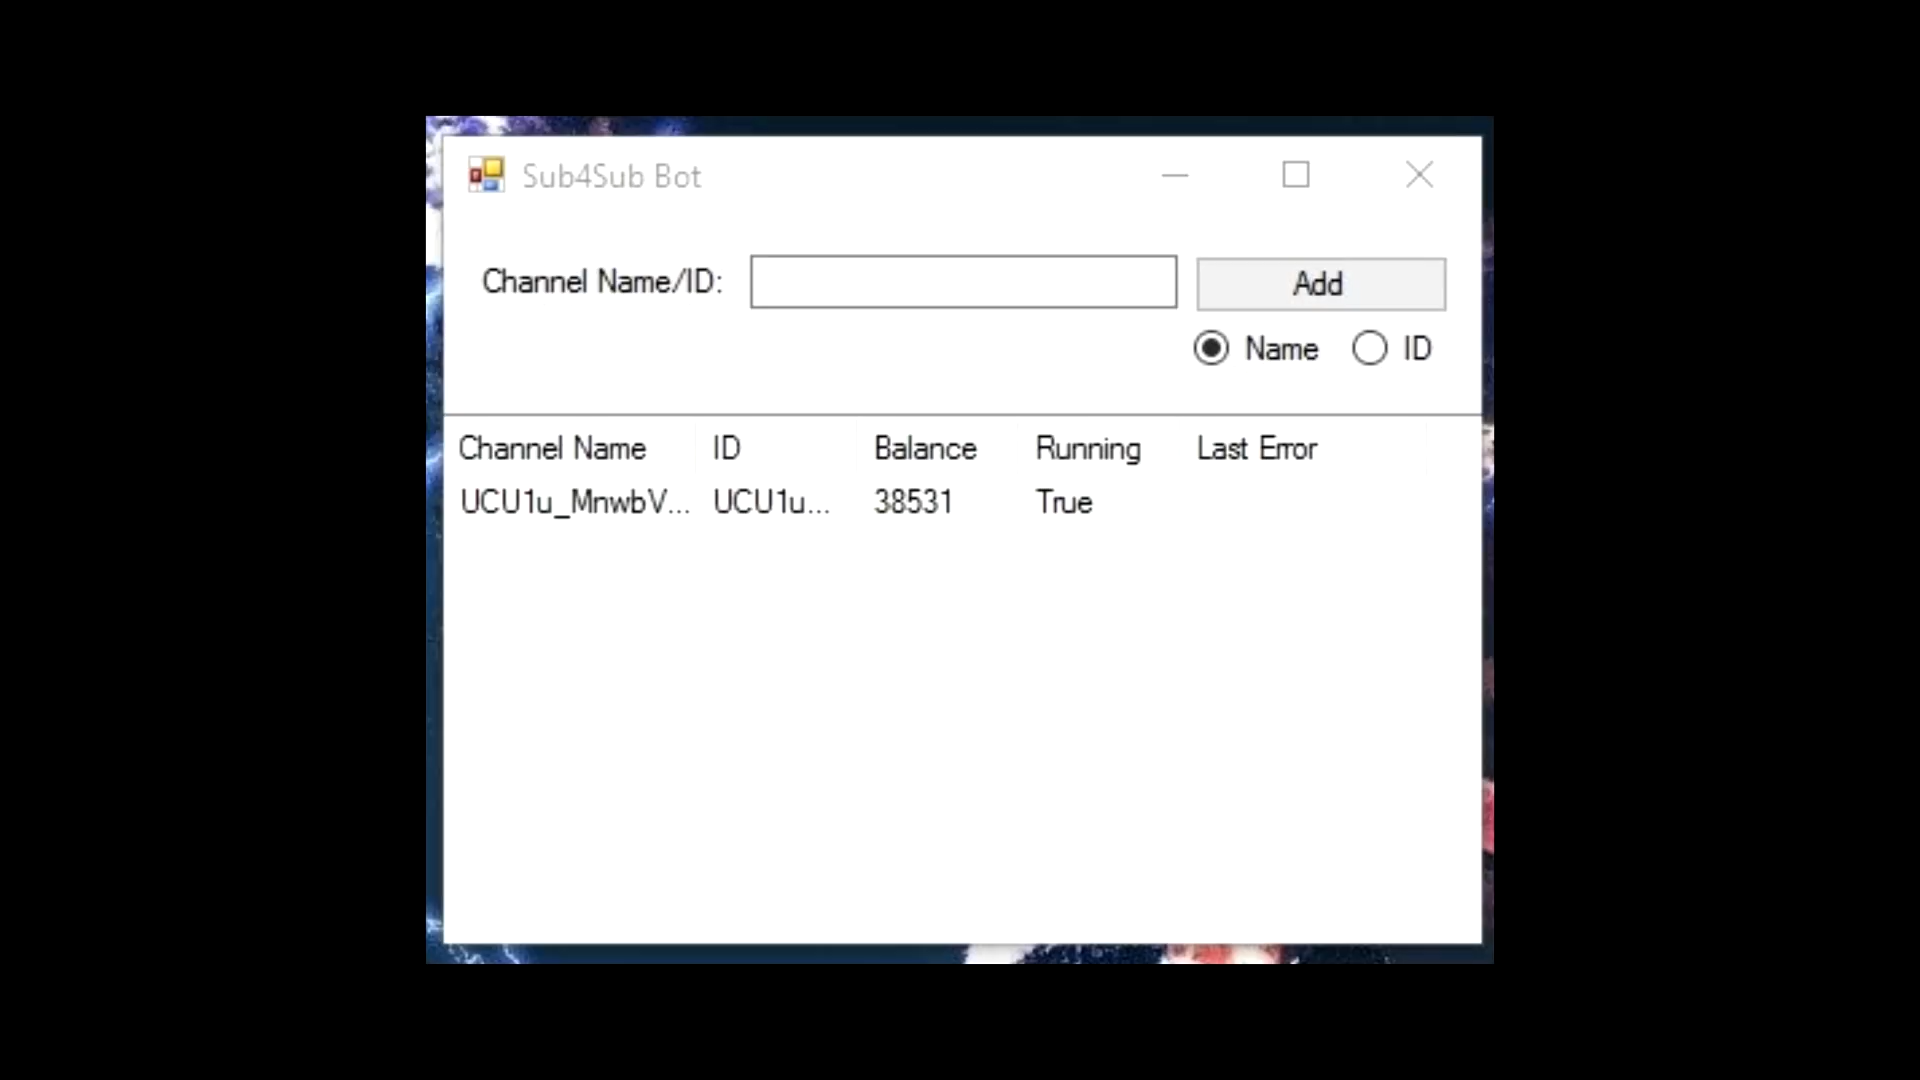 Sub4Sub Bot
Channel Name/ID:
Add
Name ID
Channel Name ID Balance Running Last Error
UCU1u_MnwbV... UCU1u... 38531 True